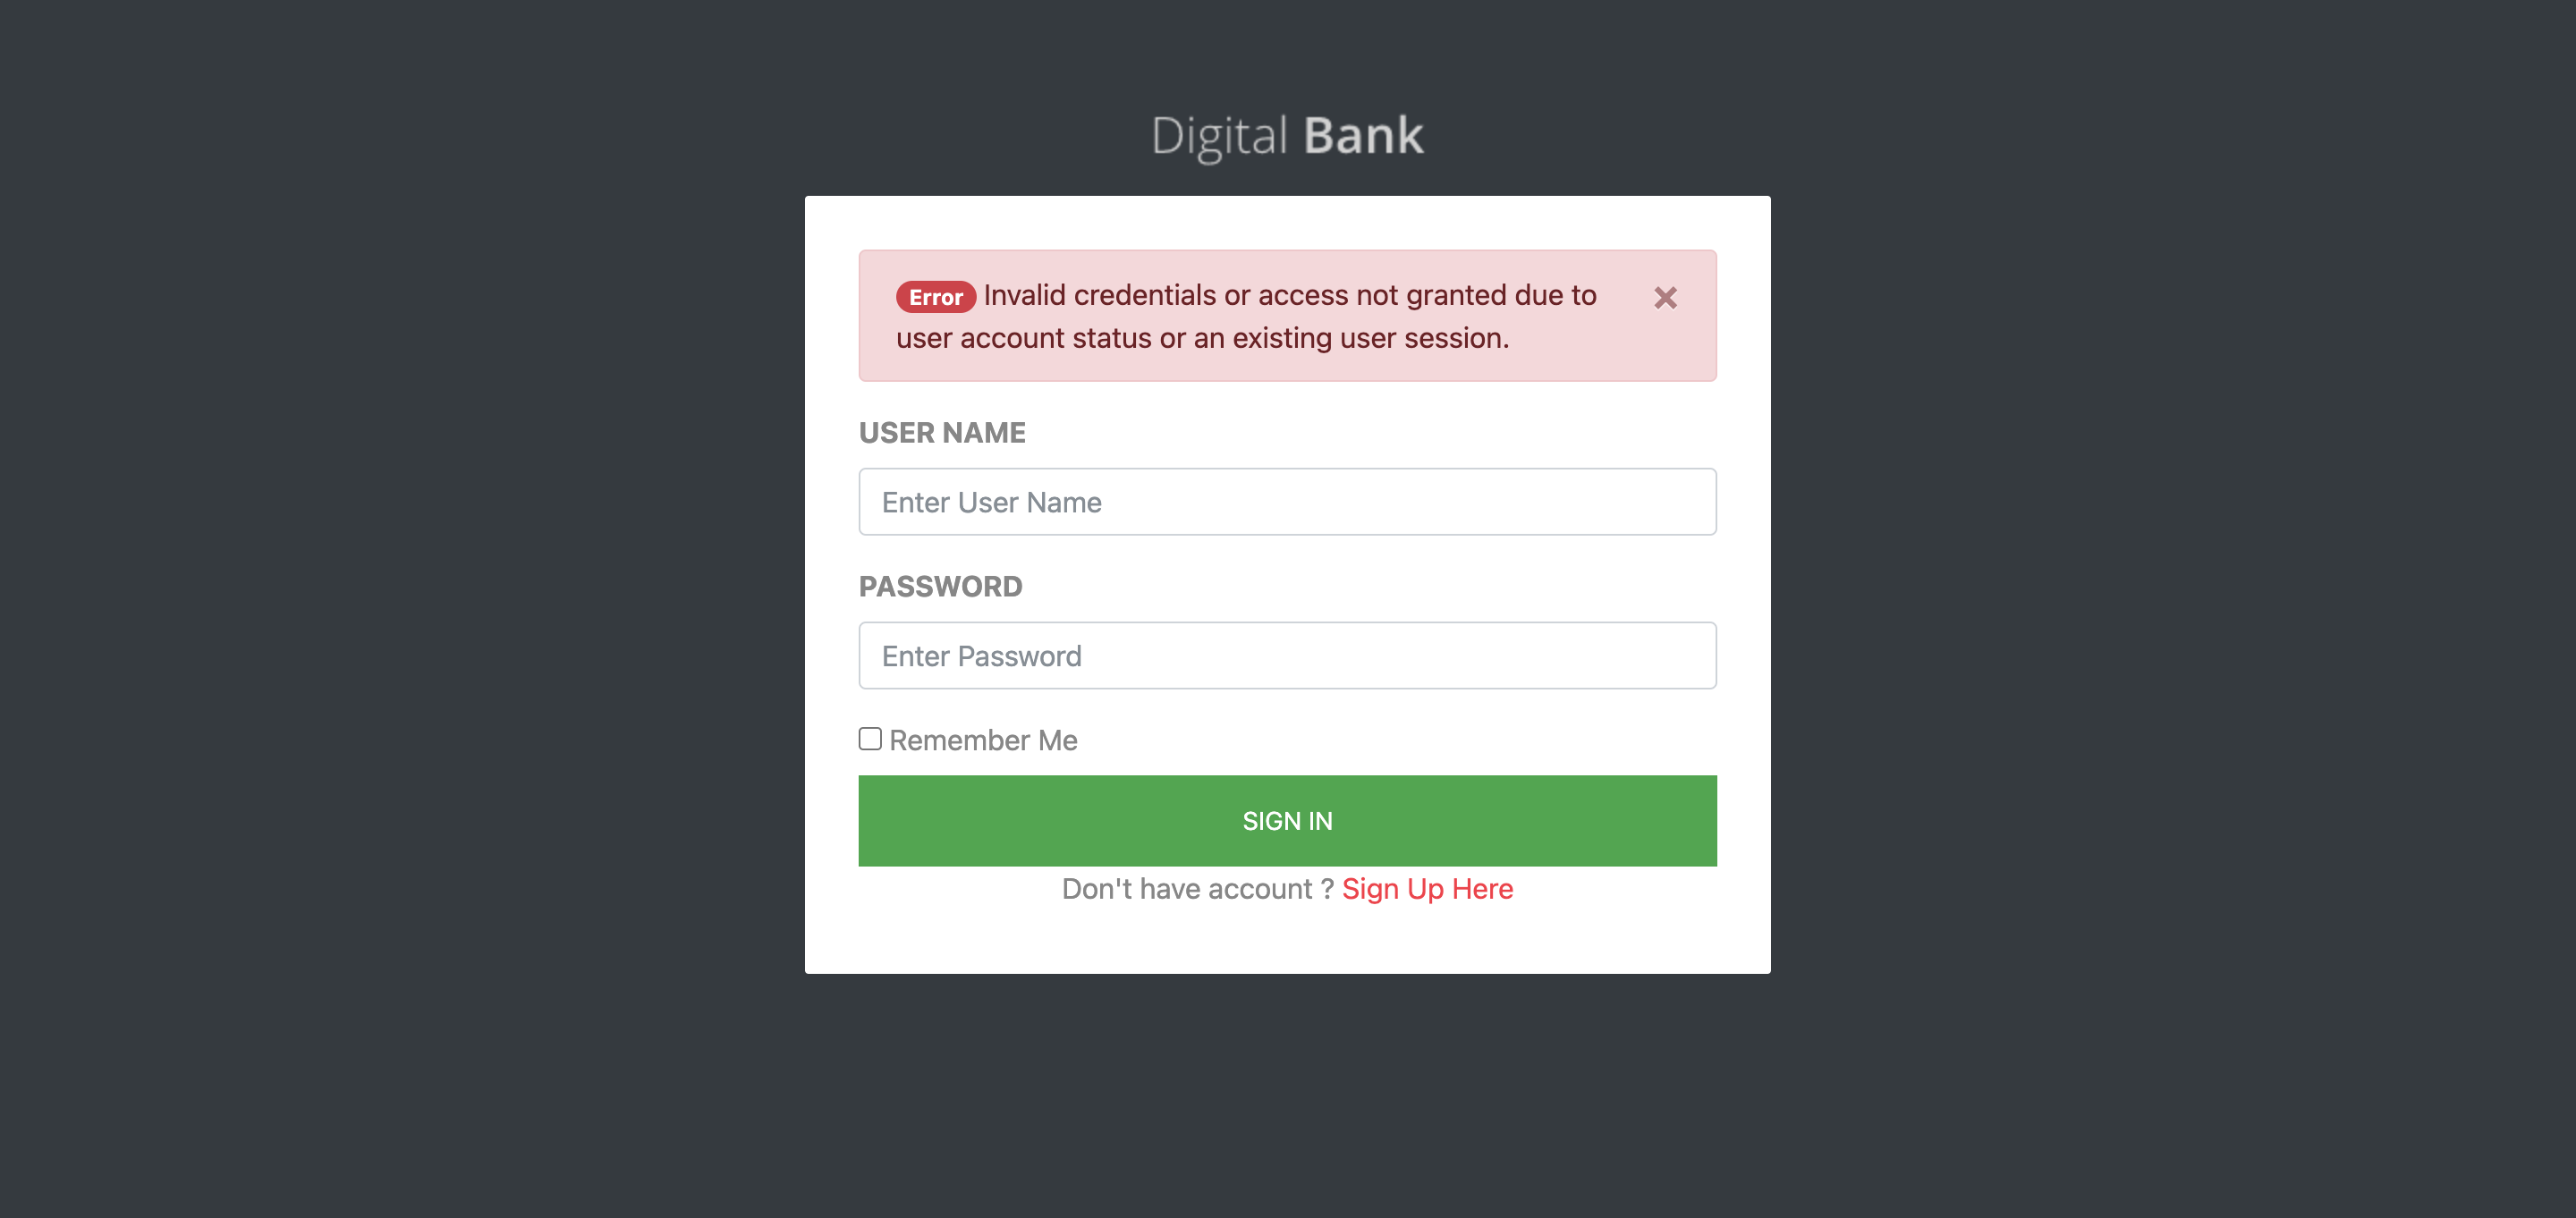 Digital Bank
Error Invalid credentials or access not granted due to
user account status or an existing user session.
×
USER NAME
Enter User Name
PASSWORD
Enter Password
Remember Me
SIGN IN
Don't have account ? Sign Up Here